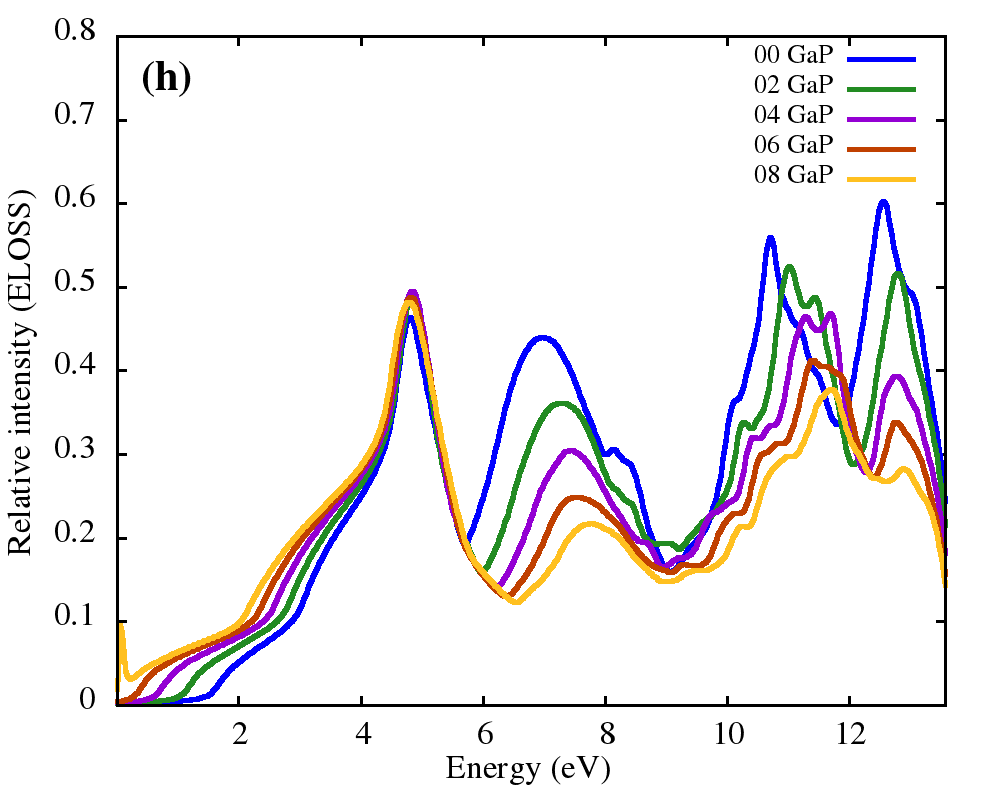 (h)
00 GaP
02 GaP
04 GaP
06 GaP
08 GaP
0.8
0.7
0.6
0.5
0.4
0.3
0.2
0.1
0
Relative intensity (ELOSS)
2 4 6 8 10 12
Energy (eV)